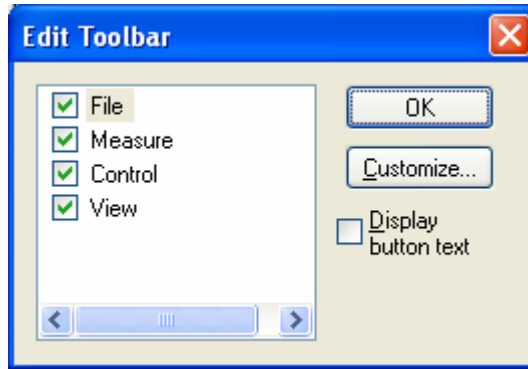 Edit Toolbar
File
Measure
Control
View
OK
Customize...
Display
button text